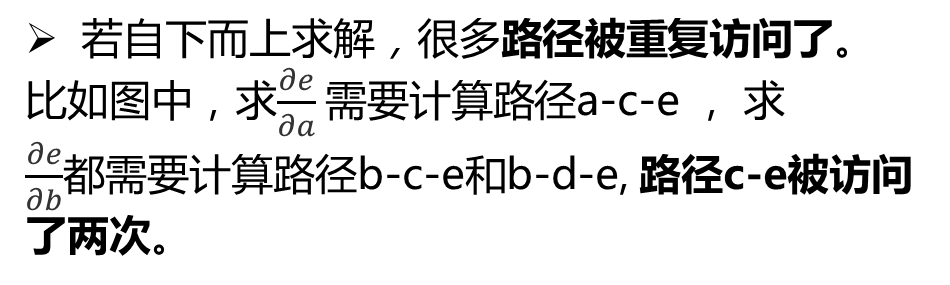 ➢ 若自下而上求解，很多路径被重复访问了。
比如图中，求∂e/∂a 需要计算路径a-c-e ， 求
∂e/∂b都需要计算路径b-c-e和b-d-e, 路径c-e被访问
了两次。